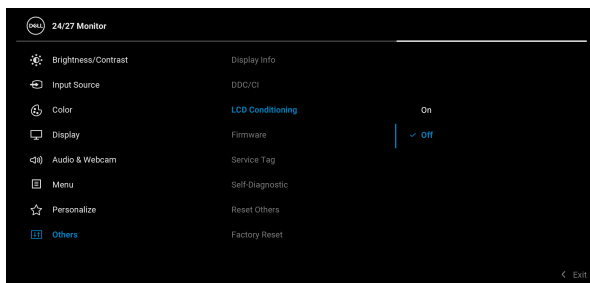 DELL 24/27 Monitor
Brightness/Contrast Display Info
Input Source DDC/CI
Color LCD Conditioning On
Display Firmware Off
Audio & Webcam Service Tag
Menu Self-Diagnostic
Personalize Reset Others
Others Factory Reset
Exit